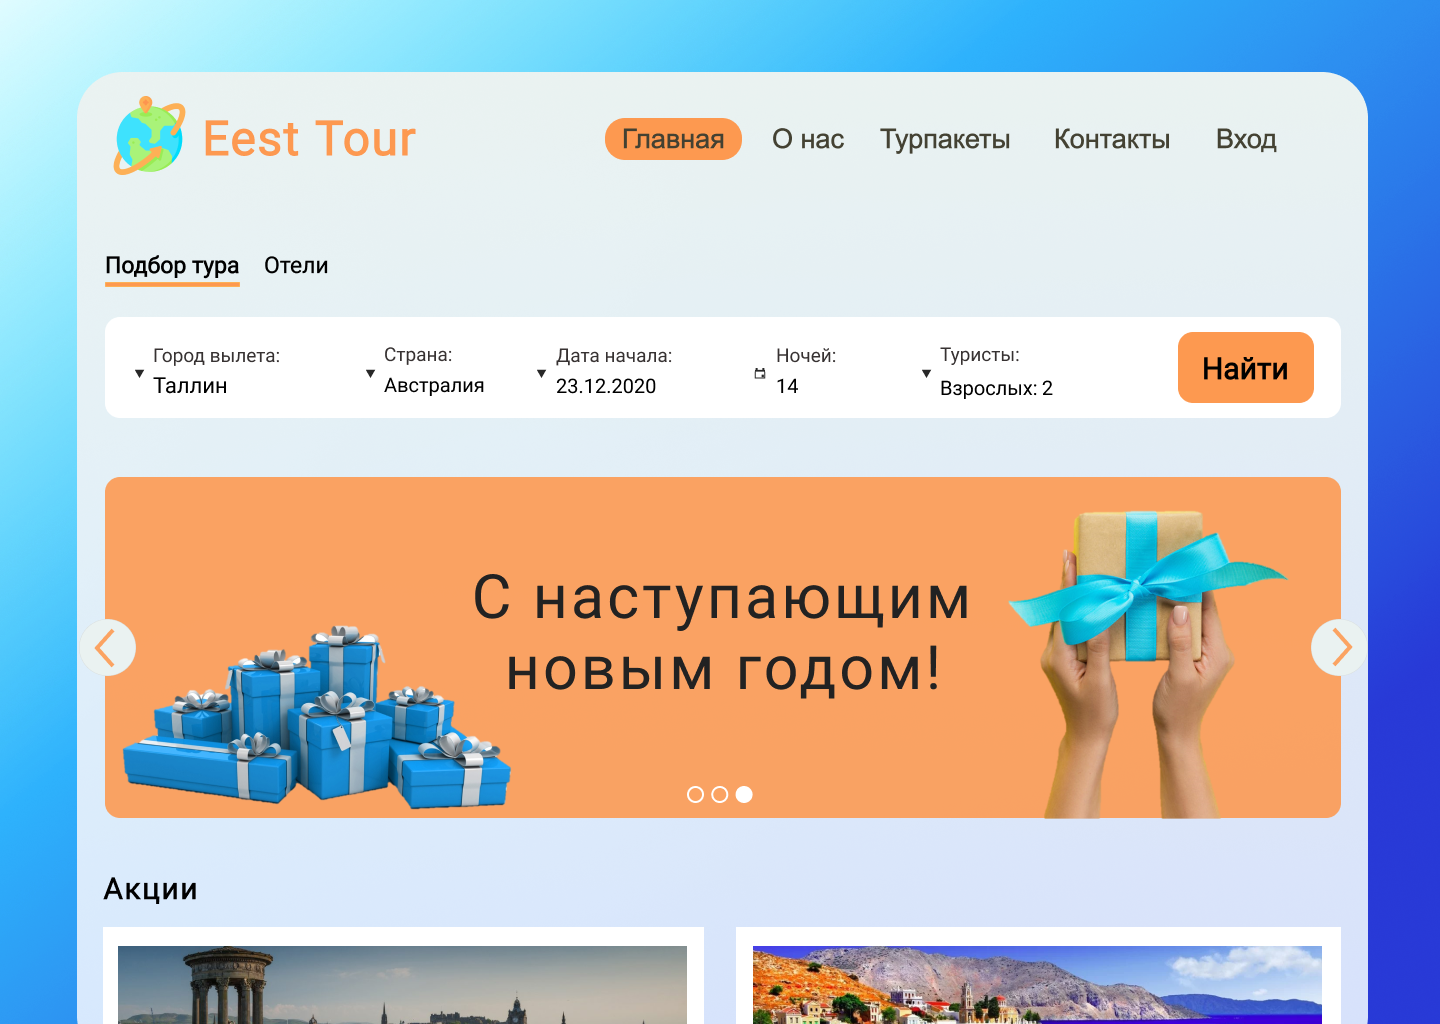 Eest Tour
Главная О нас Турпакеты Контакты Вход
Подбор тура Отели
Город вылета: Страна: Дата начала: Ночей: Туристы:
Таллин Австралия 23.12.2020 14 Взрослых: 2
Найти
С наступающим
новым годом!
Акции